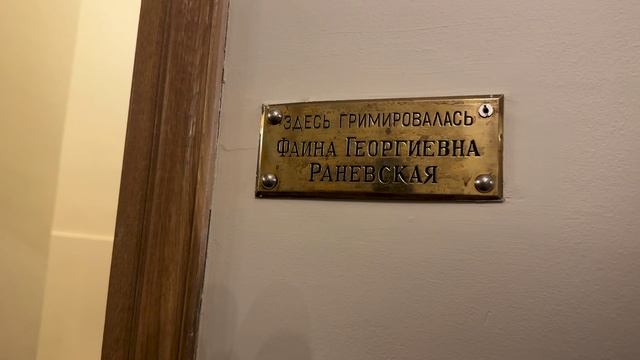 ЗДЕСЬ ГРИМИРОВАЛАСЬ
ФАИНА ГЕОРГИЕВНА
РАНЕВСКАЯ